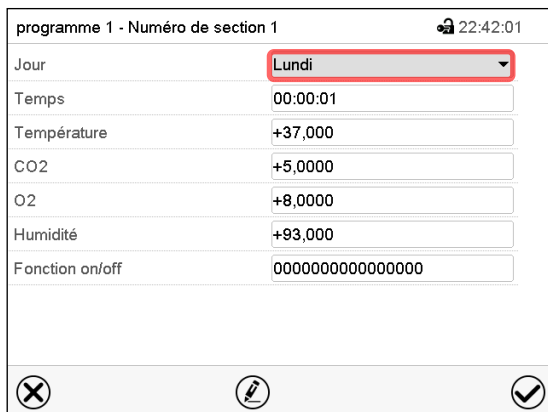 programme 1 - Numéro de section 1 22:42:01
Jour Lundi
Temps 00:00:01
Température +37,000
CO2 +5,0000
O2 +8,0000
Humidité +93,000
Fonction on/off 0000000000000000